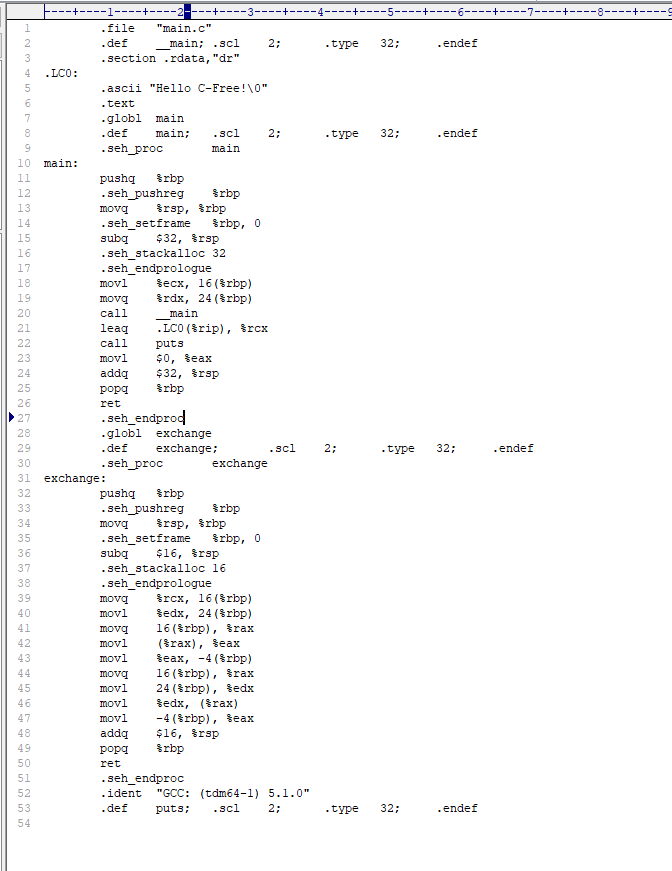 ----+----1----+----2----+----3----+----4----+----5----+----6----+----7----+----8----+----9
1 .file "main.c"
2 .def __main; .scl 2; .type 32; .endef
3 .section .rdata,"dr"
4 .LC0:
5 .ascii "Hello C-Free!\0"
6 .text
7 .globl main
8 .def main; .scl 2; .type 32; .endef
9 .seh_proc main
10 main:
11 pushq %rbp
12 .seh_pushreg %rbp
13 movq %rsp, %rbp
14 .seh_setframe %rbp, 0
15 subq $32, %rsp
16 .seh_stackalloc 32
17 .seh_endprologue
18 movl %ecx, 16(%rbp)
19 movq %rdx, 24(%rbp)
20 call __main
21 leaq .LC0(%rip), %rcx
22 call puts
23 movl $0, %eax
24 addq $32, %rsp
25 popq %rbp
26 ret
27 .seh_endproc
28 .globl exchange
29 .def exchange; .scl 2; .type 32; .endef
30 .seh_proc exchange
31 exchange:
32 pushq %rbp
33 .seh_pushreg %rbp
34 movq %rsp, %rbp
35 .seh_setframe %rbp, 0
36 subq $16, %rsp
37 .seh_stackalloc 16
38 .seh_endprologue
39 movq %rcx, 16(%rbp)
40 movl %edx, 24(%rbp)
41 movq 16(%rbp), %rax
42 movl (%rax), %eax
43 movl %eax, -4(%rbp)
44 movq 16(%rbp), %rax
45 movl 24(%rbp), %edx
46 movl %edx, (%rax)
47 movl -4(%rbp), %eax
48 addq $16, %rsp
49 popq %rbp
50 ret
51 .seh_endproc
52 .ident "GCC: (tdm64-1) 5.1.0"
53 .def puts; .scl 2; .type 32; .endef
54